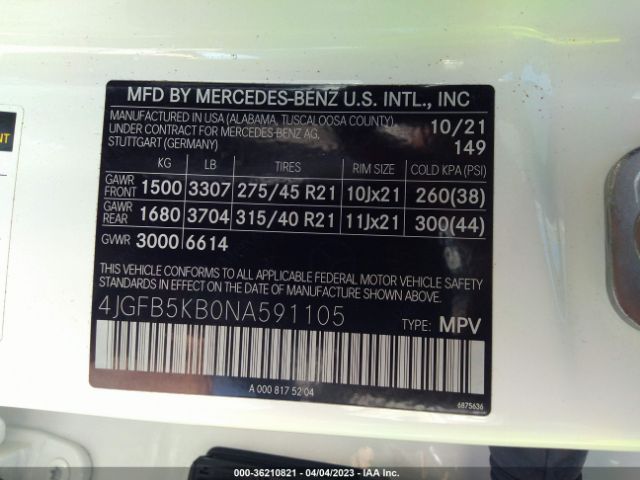 MFD BY MERCEDES-BENZ U.S. INTL., INC
MANUFACTURED IN USA (ALABAMA, TUSCALOOSA COUNTY), 10/21
UNDER CONTRACT FOR MERCEDES-BENZ AG, 149
STUTTGART (GERMANY)
KG LB TIRES RIM SIZE COLD KPA (PSI)
GAWR FRONT 1500 3307 275/45 R21 10Jx21 260(38)
GAWR REAR 1680 3704 315/40 R21 11Jx21 300(44)
GVWR 3000 6614
THIS VEHICLE CONFORMS TO ALL APPLICABLE FEDERAL MOTOR VEHICLE SAFETY
STANDARDS IN EFFECT ON THE DATE OF MANUFACTURE SHOWN ABOVE.
4JGFB5KB0NA591105 TYPE: MPV
A 000 817 52 04
6875636
000-36210821 - 04/04/2023 - IAA Inc.